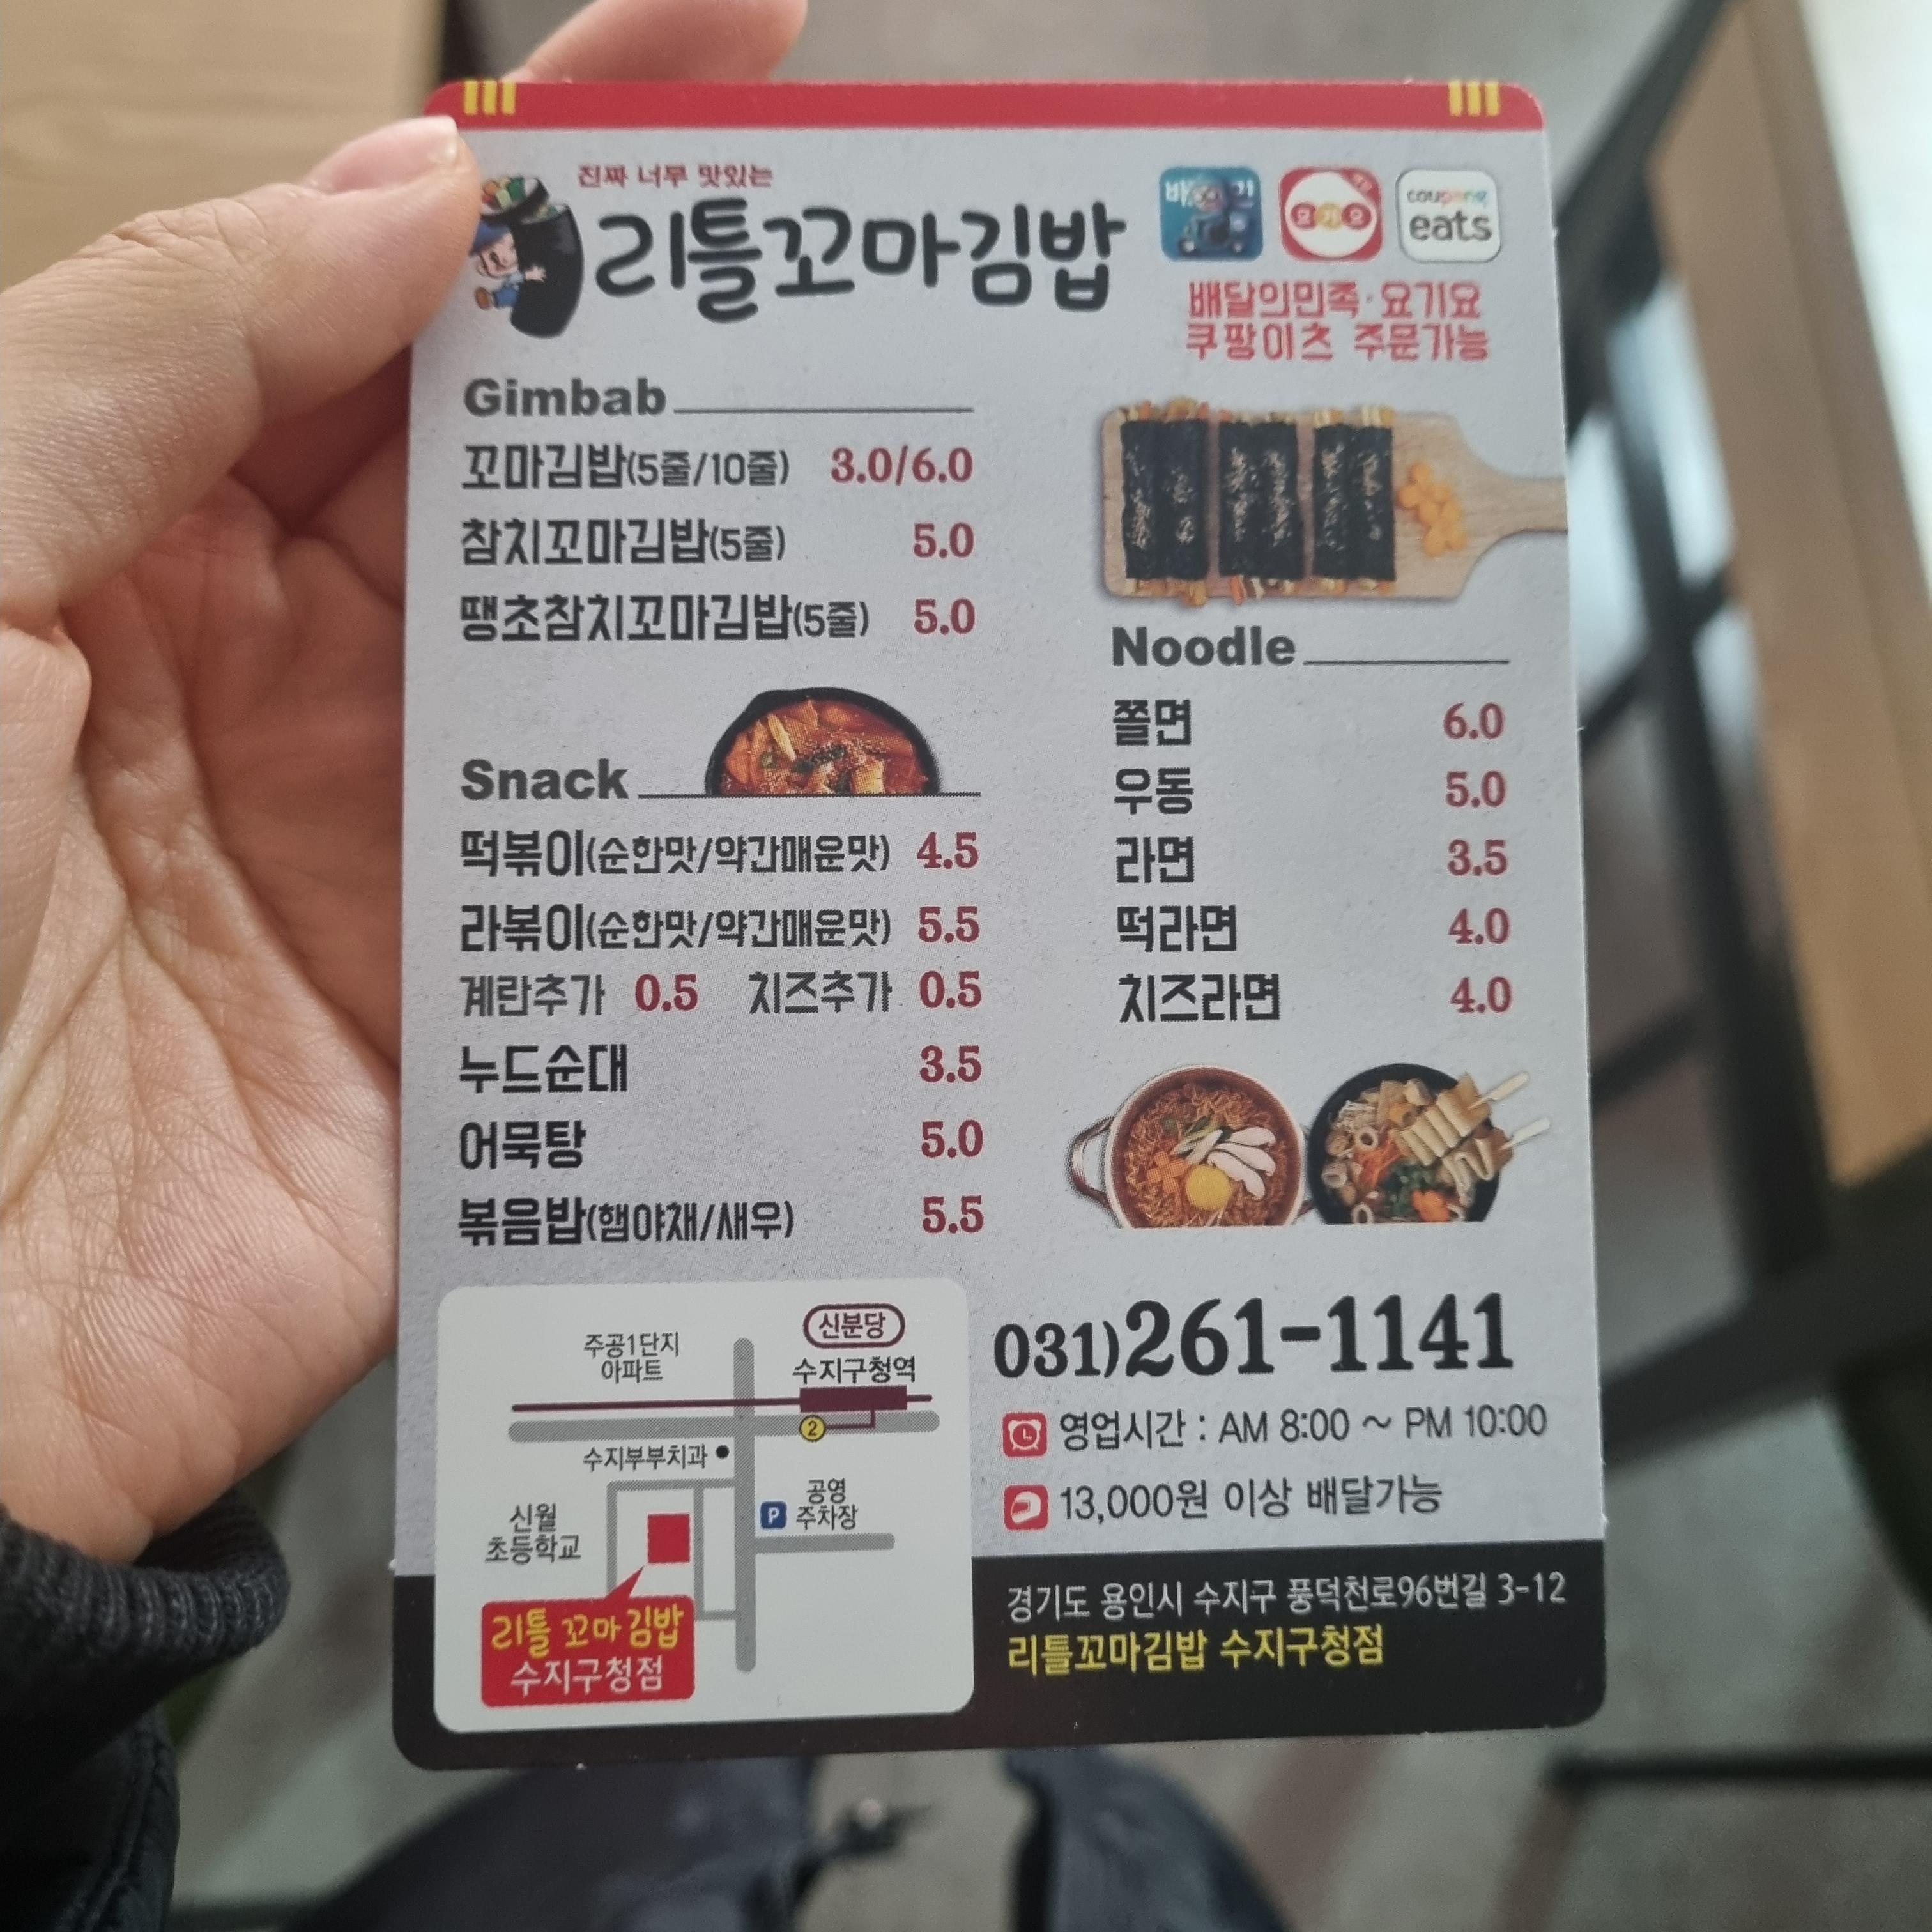 진짜 너무 맛있는
리틀꼬마김밥
coupang
eats
배달의민족·요기요
쿠팡이츠 주문가능
Gimbab
꼬마김밥(5줄/10줄) 3.0/6.0
참치꼬마김밥(5줄) 5.0
땡초참치꼬마김밥(5줄) 5.0
Snack
떡볶이(순한맛/약간매운맛) 4.5
라볶이(순한맛/약간매운맛) 5.5
계란추가 0.5 치즈추가 0.5
누드순대 3.5
어묵탕 5.0
볶음밥(햄야채/새우) 5.5
Noodle
쫄면 6.0
우동 5.0
라면 3.5
떡라면 4.0
치즈라면 4.0
주공1단지
아파트
신분당
수지구청역
2
수지부부치과
P
공영
주차장
신월
초등학교
리틀 꼬마김밥
수지구청점
031)261-1141
영업시간 : AM 8:00 ~ PM 10:00
13,000원 이상 배달가능
경기도 용인시 수지구 풍덕천로96번길 3-12
리틀꼬마김밥 수지구청점